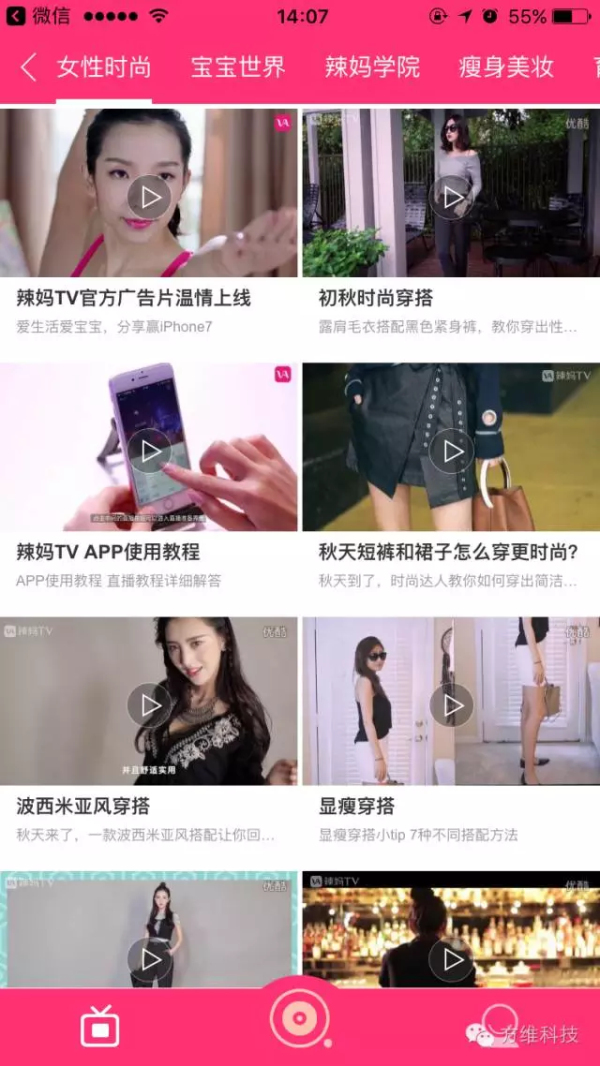 微信
14:07
55%
女性时尚 宝宝世界 辣妈学院 瘦身美妆
辣妈TV 优酷
辣妈TV官方广告片温情上线
爱生活爱宝宝，分享赢iPhone7
初秋时尚穿搭
露肩毛衣搭配黑色紧身裤，教你穿出性...
辣妈TV
辣妈TV APP使用教程
APP使用教程 直播教程详细解答
秋天短裤和裙子怎么穿更时尚?
秋天到了，时尚达人教你如何穿出简洁...
辣妈TV 优酷
并且舒适实用
优酷
波西米亚风穿搭
秋天来了，一款波西米亚风搭配让你回...
显瘦穿搭
显瘦穿搭小tip 7种不同搭配方法
辣妈TV 优酷
辣妈TV 优酷
方维科技